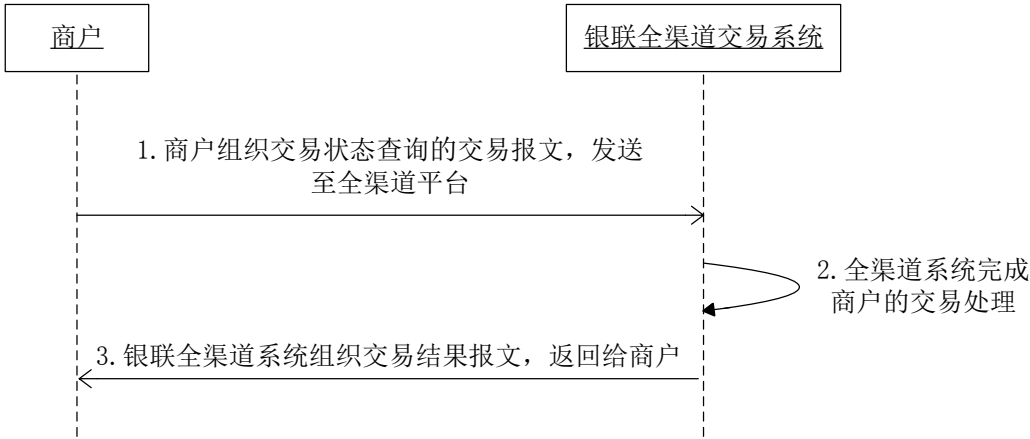 商户
银联全渠道交易系统
1.商户组织交易状态查询的交易报文，发送
至全渠道平台
2.全渠道系统完成
商户的交易处理
3.银联全渠道系统组织交易结果报文，返回给商户